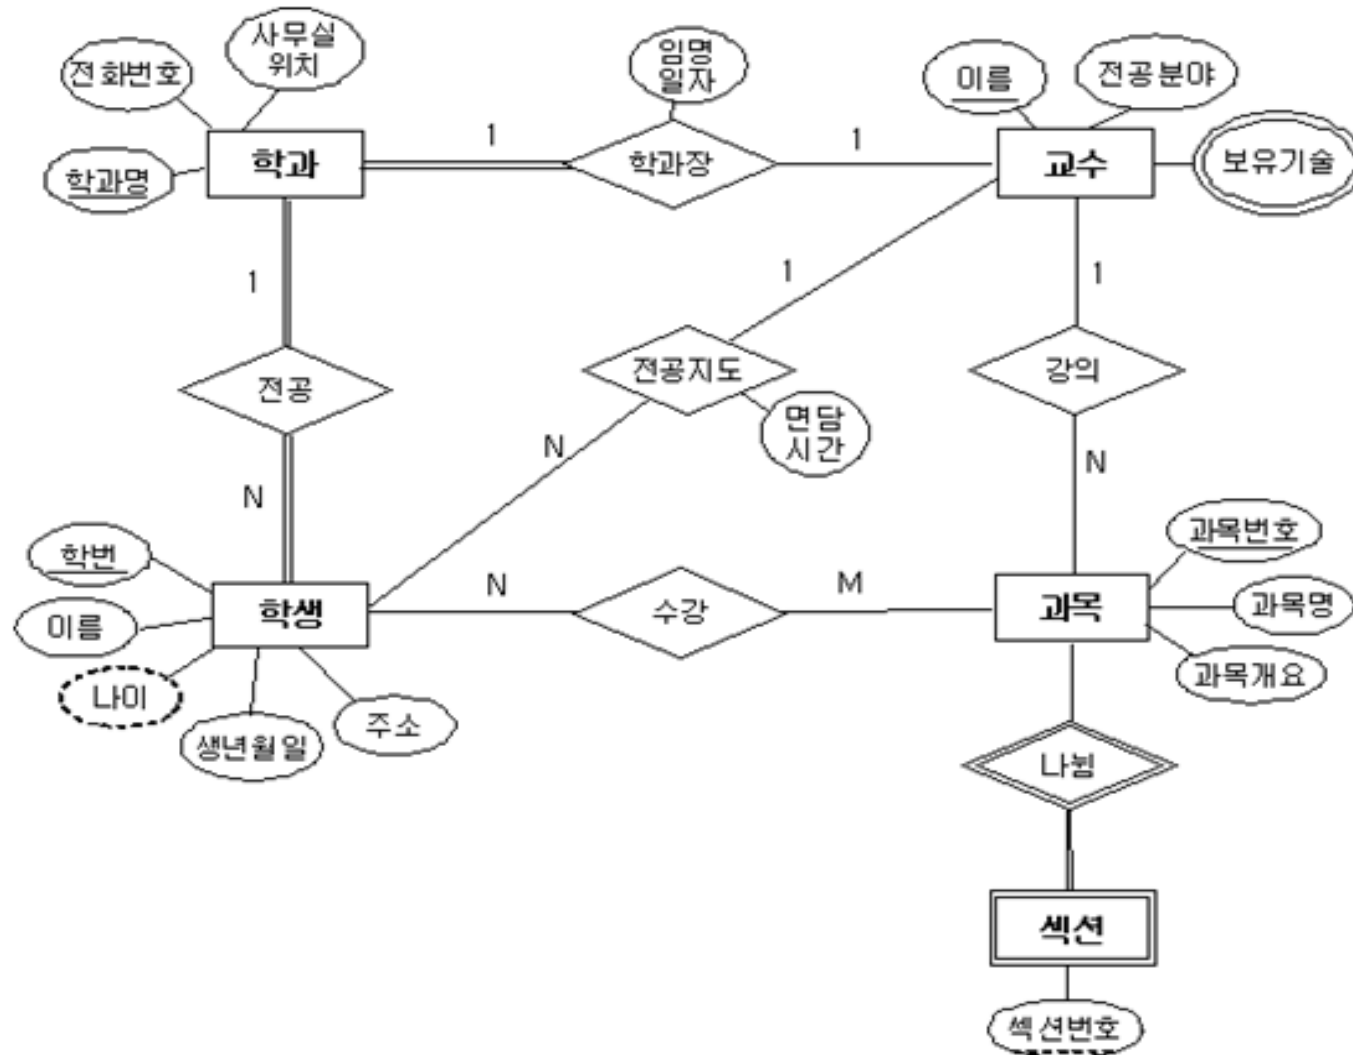 사무실
위치
전화번호
학과명
학과
1
임명
일자
학과장
1
이름
전공분야
교수
보유기술
1
전공
N
1
전공지도
면담
시간
N
1
강의
N
학번
이름
나이
생년월일
주소
학생
N
수강
M
과목
과목번호
과목명
과목개요
나뉨
섹션
섹션번호